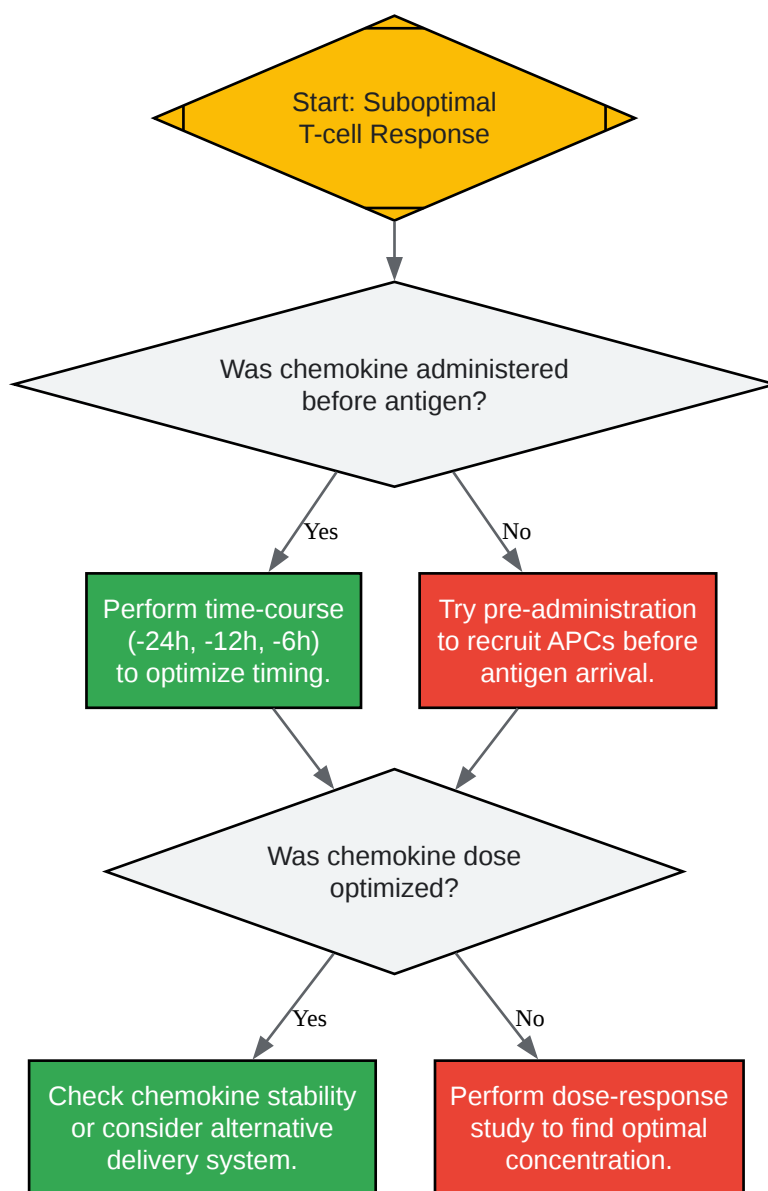 Start: Suboptimal
T-cell Response
Was chemokine administered
before antigen?
Yes
No
Perform time-course
(-24h, -12h, -6h)
to optimize timing.
Try pre-administration
to recruit APCs before
antigen arrival.
Was chemokine dose
optimized?
Yes
No
Check chemokine stability
or consider alternative
delivery system.
Perform dose-response
study to find optimal
concentration.